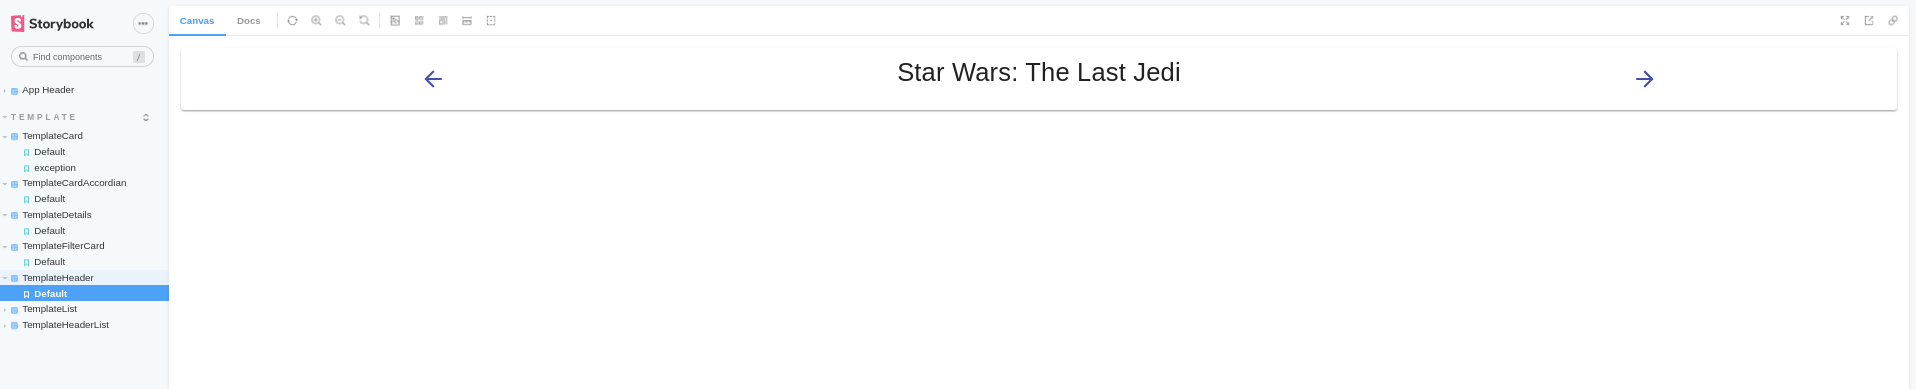 Storybook
Find components
/
App Header
TEMPLATE
TemplateCard
Default
exception
TemplateCardAccordian
Default
TemplateDetails
Default
TemplateFilterCard
Default
TemplateHeader
Default
TemplateList
TemplateHeaderList
Canvas
Docs
Star Wars: The Last Jedi